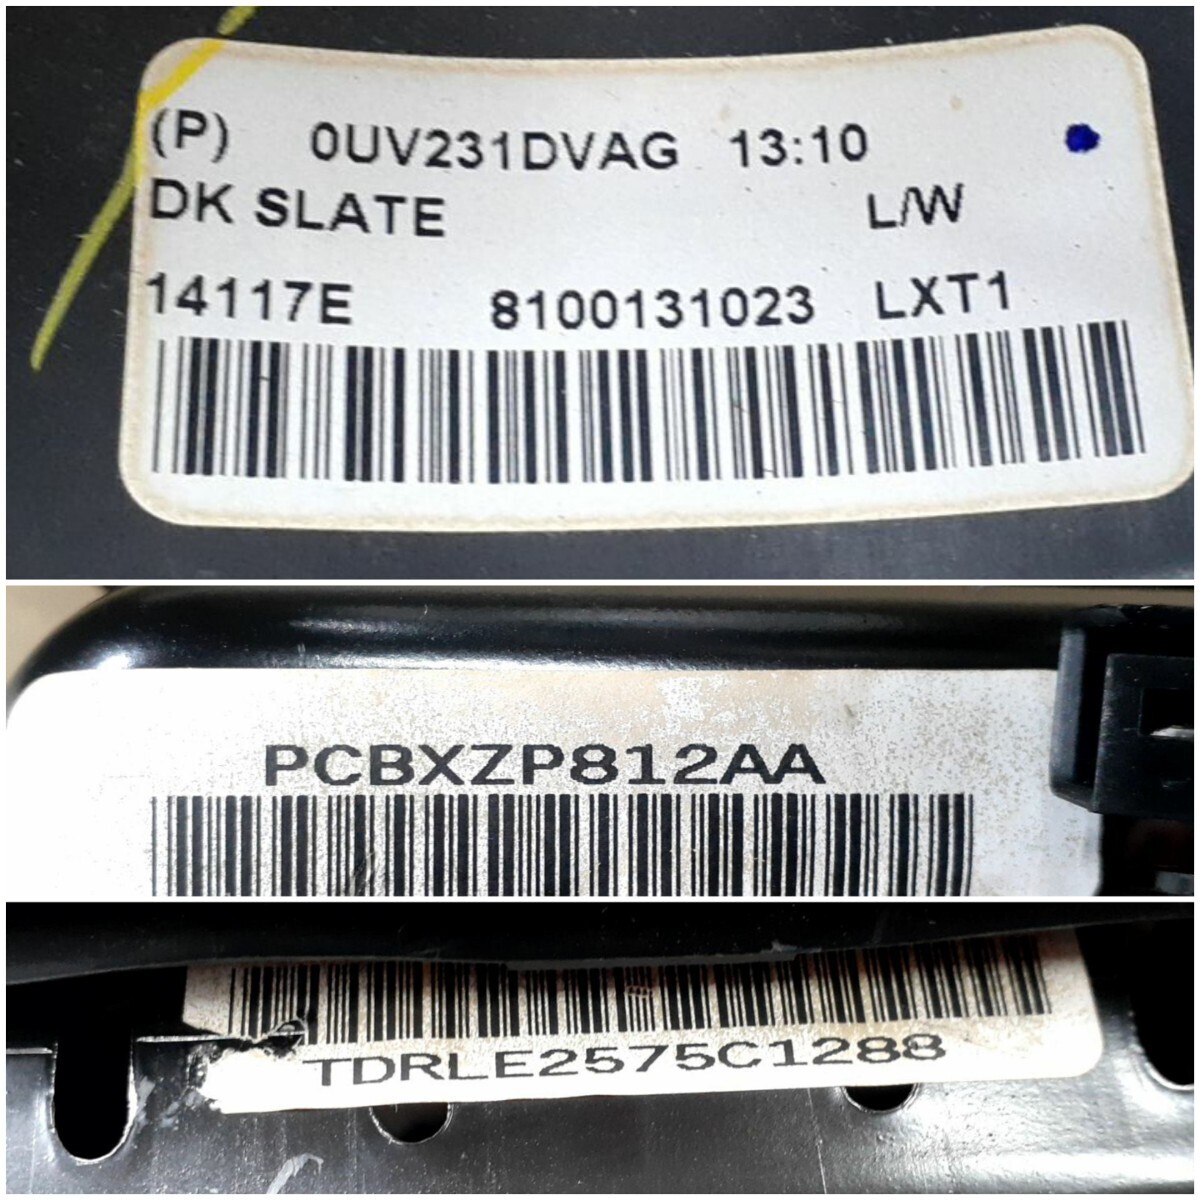 (P) 0UV231DVAG 13:10
DK SLATE L/W
14117E 8100131023 LXT1
PCBXZP812AA
TDRLE2575C1288